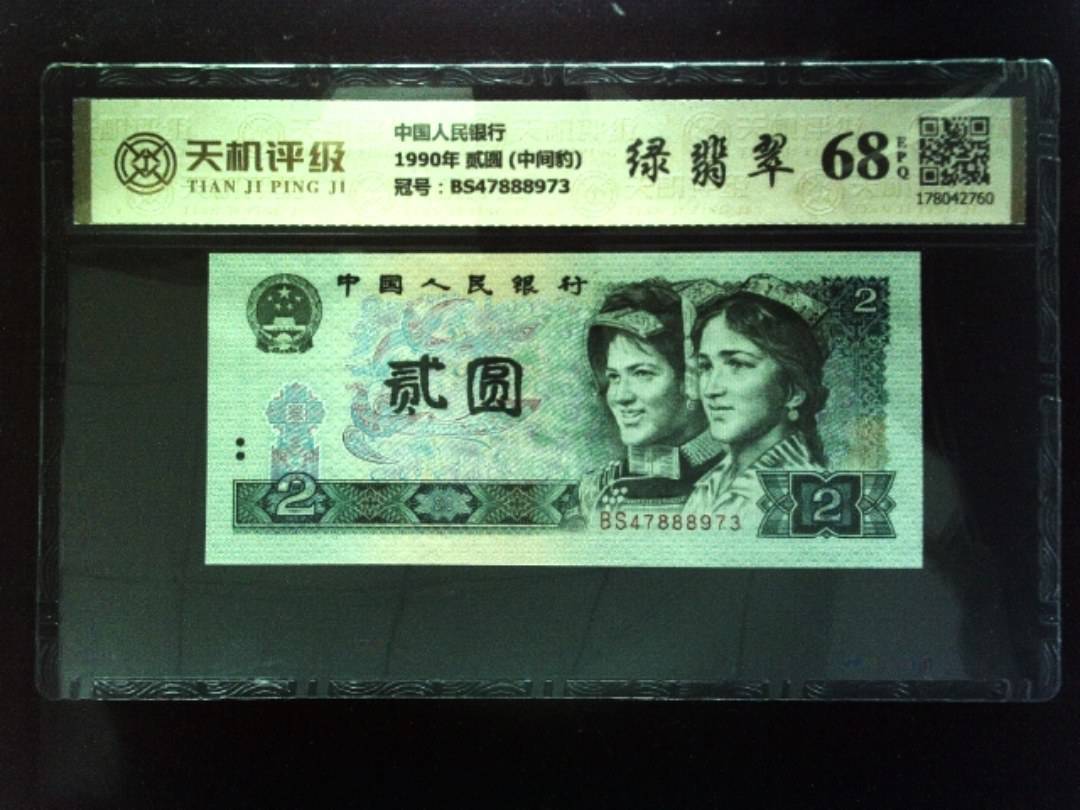 天机评级
TIAN JI PING JI
中国人民银行
1990年 贰圆 (中间豹)
冠号：BS47888973
绿翡翠
68
EPQ
178042760
中国人民银行
2
贰圆
2
BS47888973
2